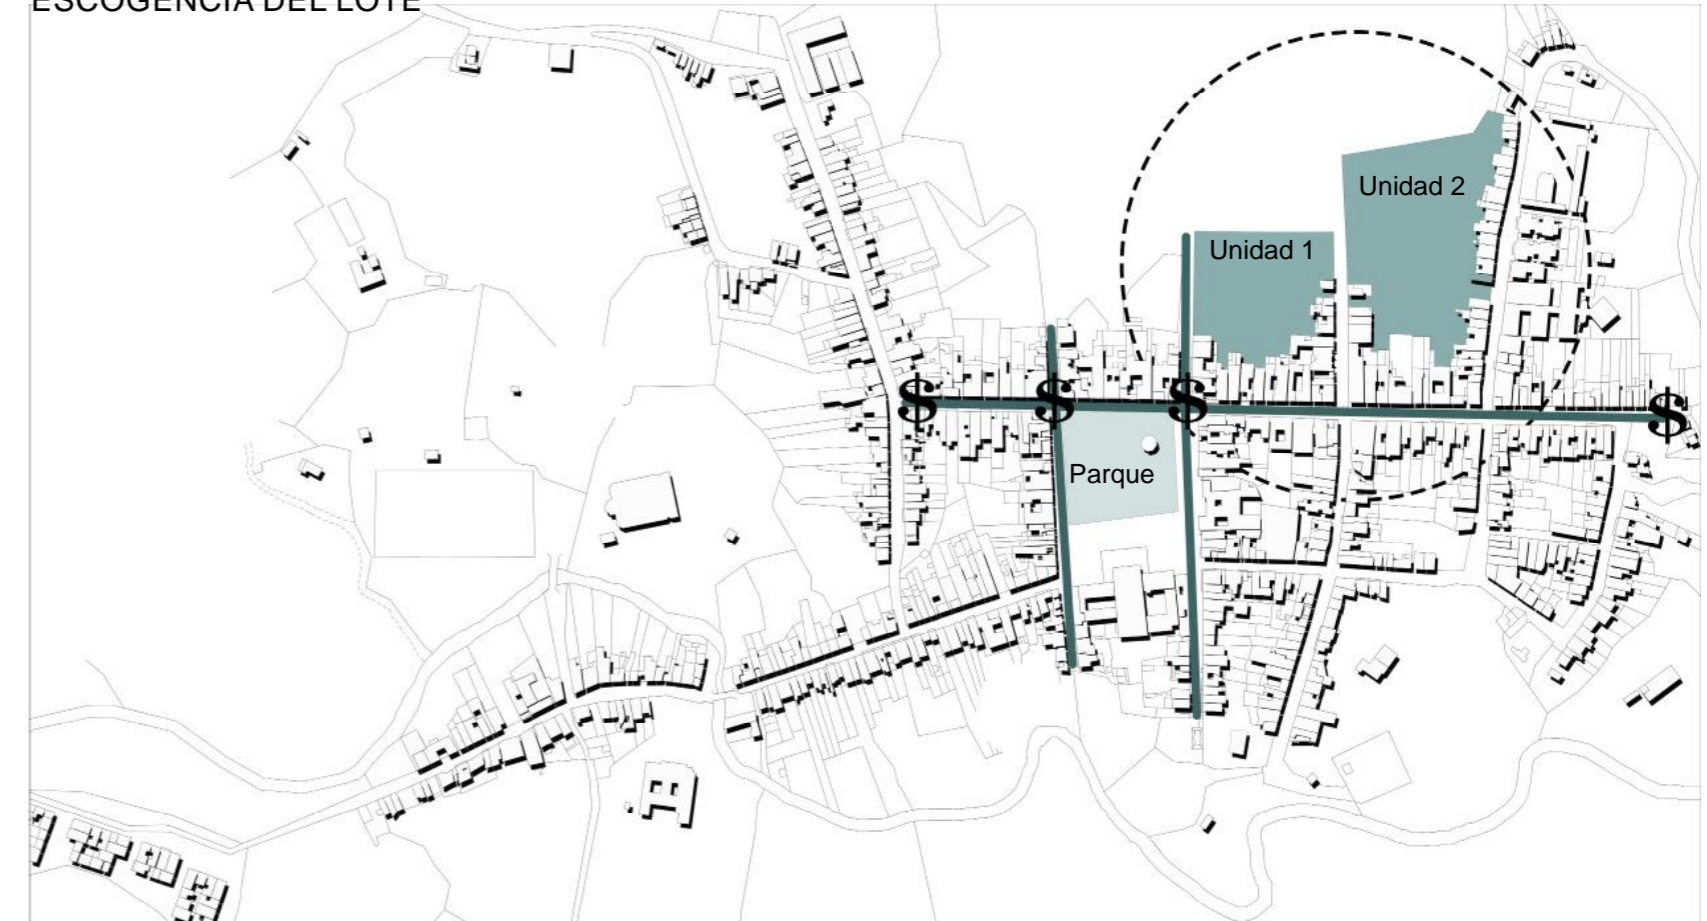 ESCOGENCIA DEL LOTE
Unidad 2
Unidad 1
$ $ $ $
Parque